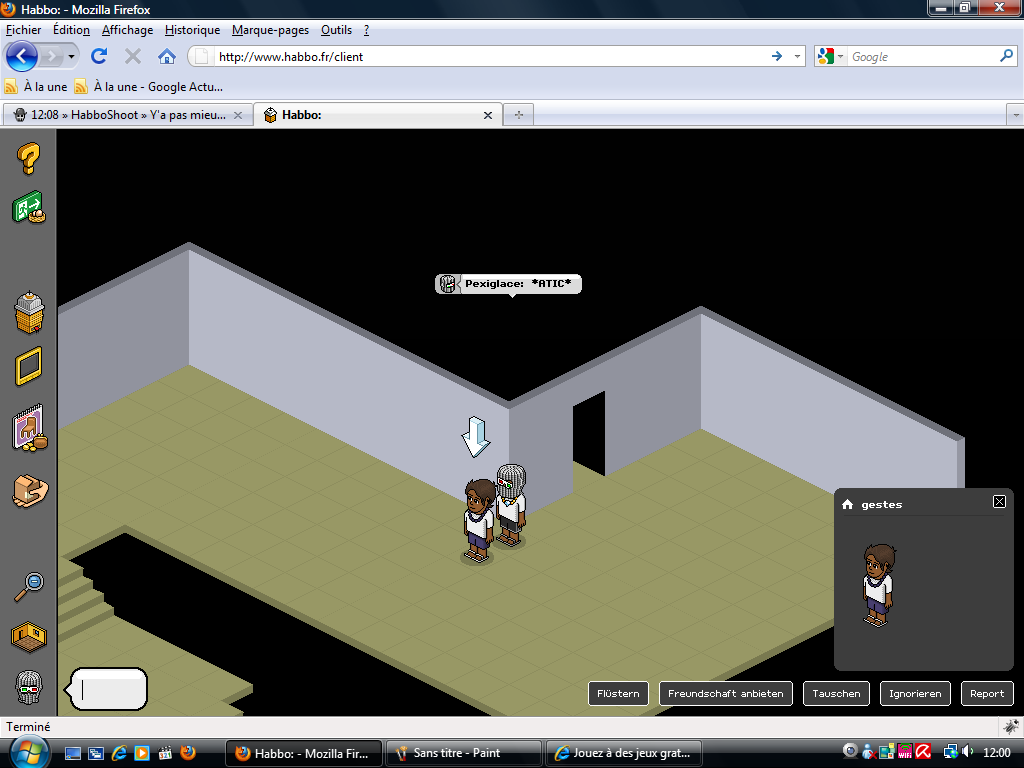 Habbo: - Mozilla Firefox
Fichier Édition Affichage Historique Marque-pages Outils ?
http://www.habbo.fr/client
Google
À la une À la une - Google Actu...
12:08 » HabboShoot » Y'a pas mieu... Habbo:
Pexiglace: *ATIC*
gestes
Flüstern Freundschaft anbieten Tauschen Ignorieren Report
Terminé
Habbo: - Mozilla Fir... Sans titre - Paint Jouez à des jeux grat... 12:00